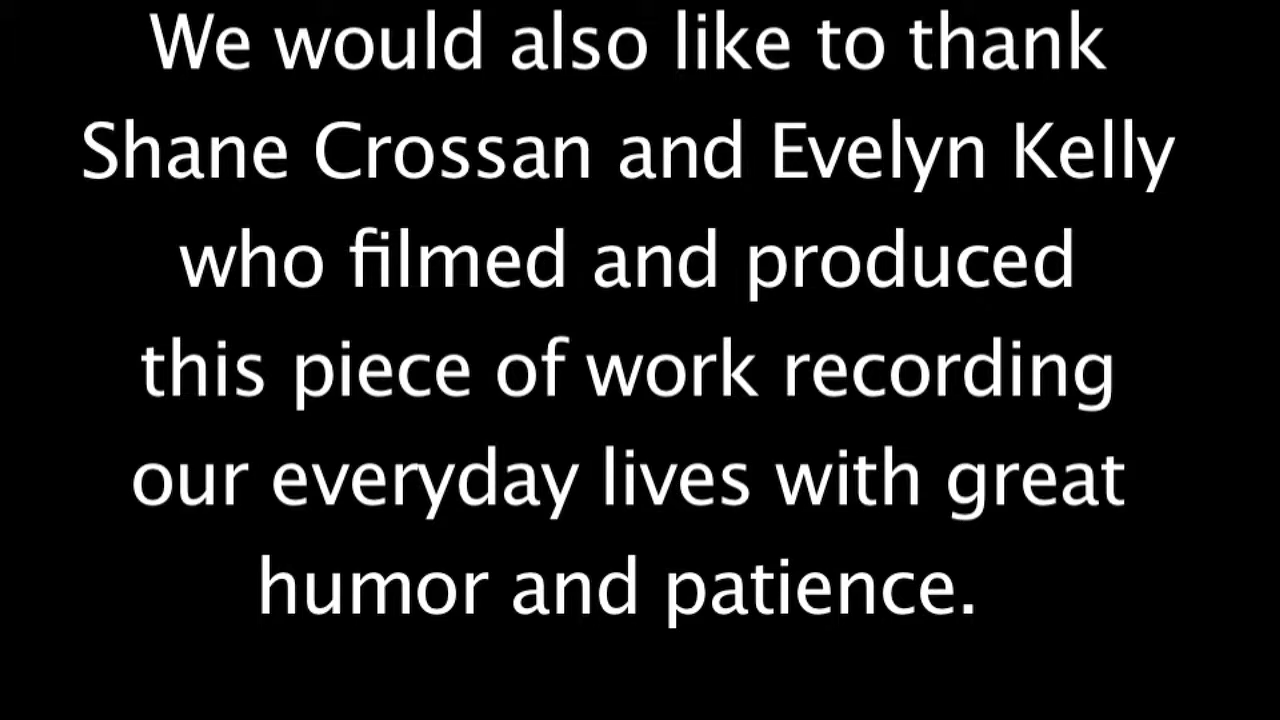 We would also like to thank
Shane Crossan and Evelyn Kelly
who filmed and produced
this piece of work recording
our everyday lives with great
humor and patience.